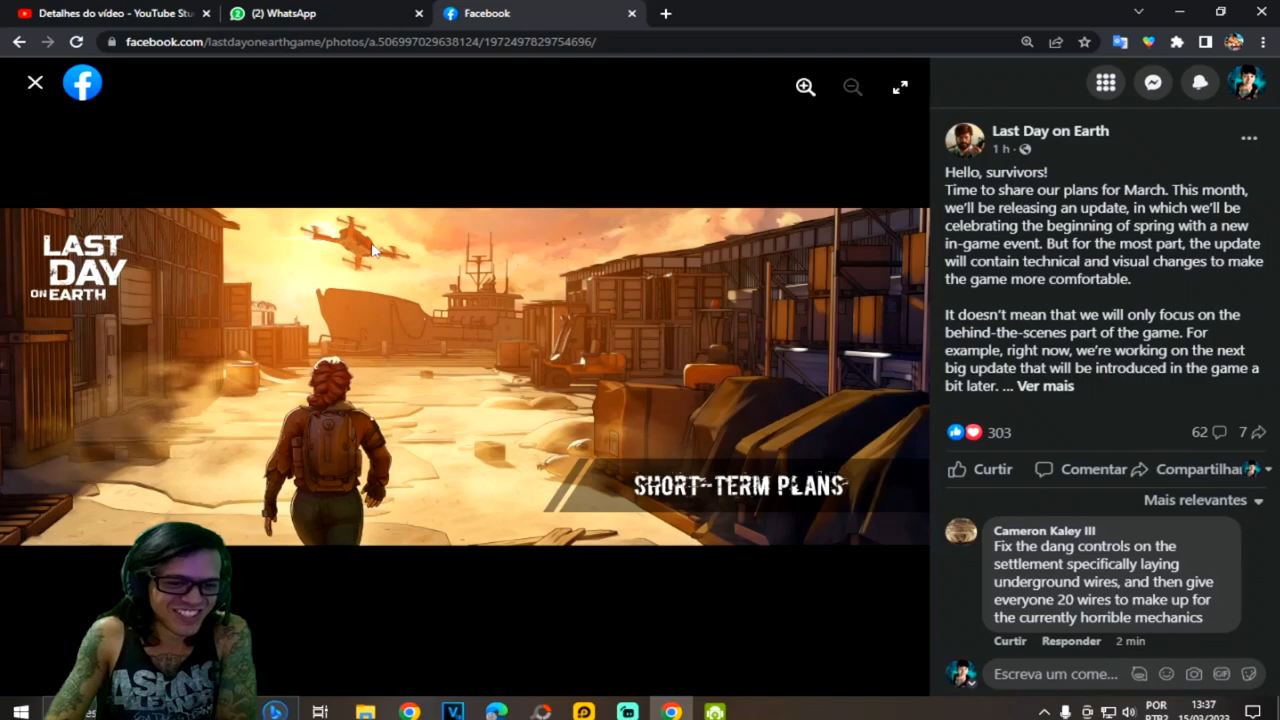 Detalhes do vídeo - YouTube Stu
(2) WhatsApp
Facebook
facebook.com/lastdayonearthgame/photos/a.506997029638124/1972497829754696/
LAST
DAY
ON EARTH
SHORT-TERM PLANS
Last Day on Earth
1 h ·
Hello, survivors!
Time to share our plans for March. This month,
we'll be releasing an update, in which we'll be
celebrating the beginning of spring with a new
in-game event. But for the most part, the update
will contain technical and visual changes to make
the game more comfortable.
It doesn't mean that we will only focus on the
behind-the-scenes part of the game. For
example, right now, we're working on the next
big update that will be introduced in the game a
bit later. ... Ver mais
303
62
7
Curtir
Comentar
Compartilhar
Mais relevantes
Cameron Kaley III
Fix the dang controls on the
settlement specifically laying
underground wires, and then give
everyone 20 wires to make up for
the currently horrible mechanics
Curtir Responder 2 min
Escreva um come...
GIF
POR
PTB2
13:37
15/03/2023